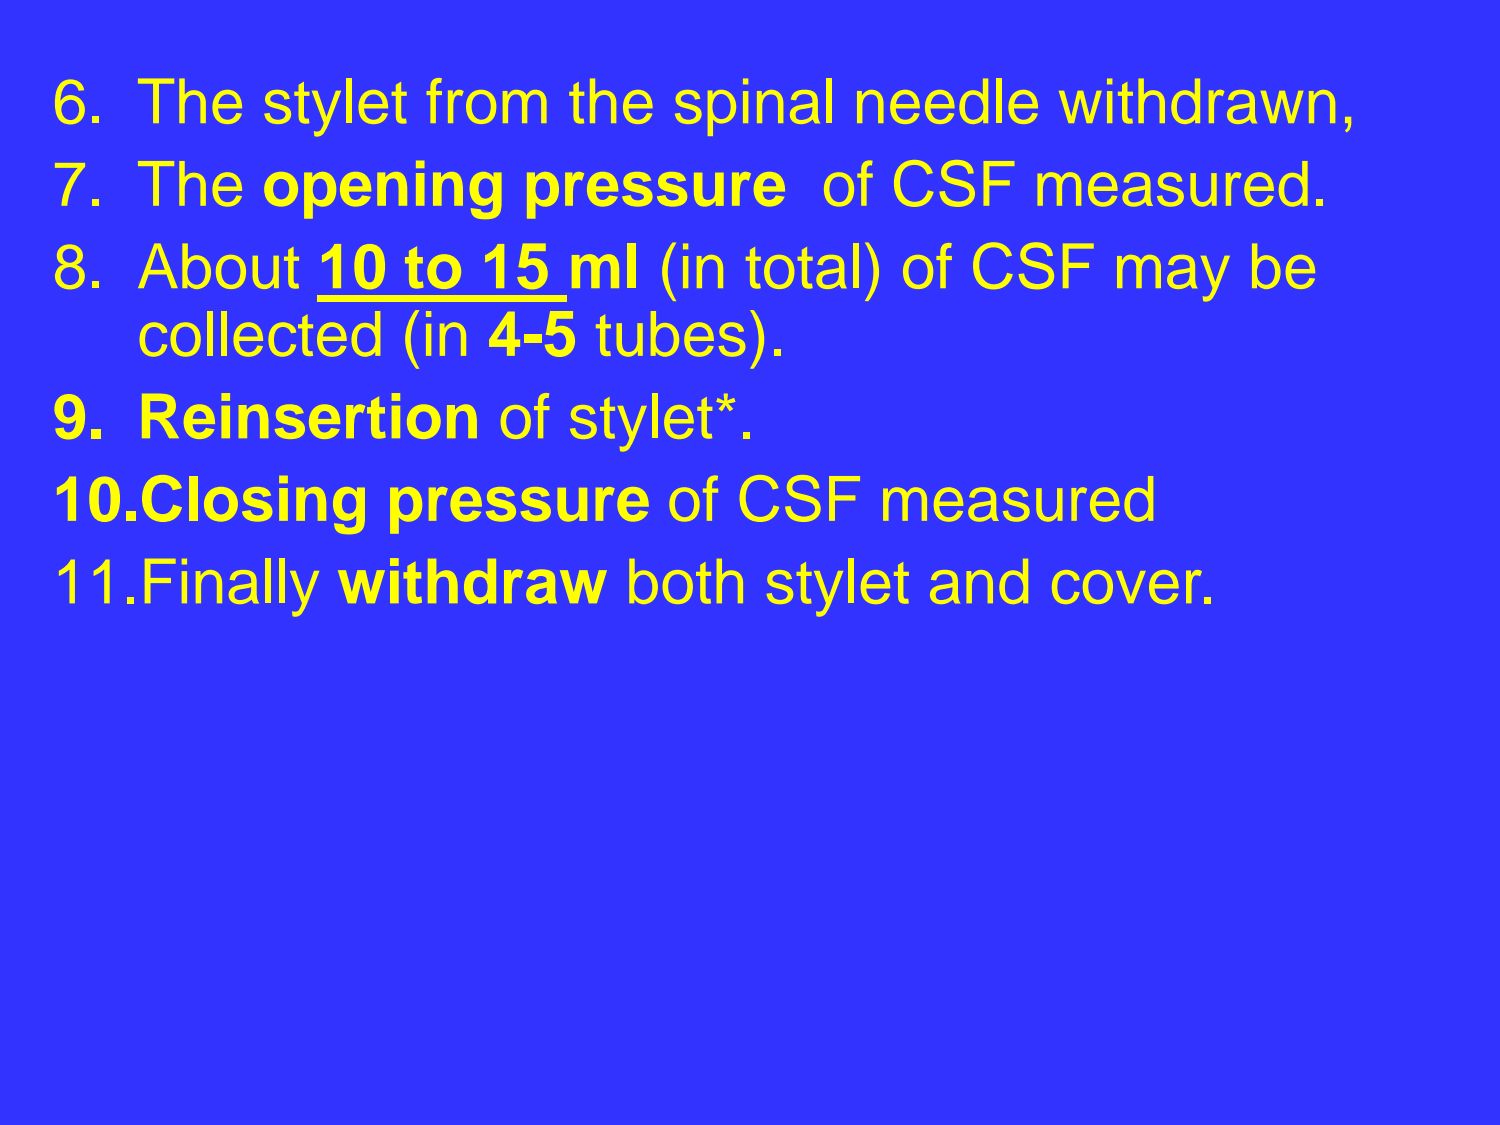 6. The stylet from the spinal needle withdrawn,
7. The opening pressure of CSF measured.
8. About 10 to 15 ml (in total) of CSF may be
collected (in 4-5 tubes).
9. Reinsertion of stylet*.
10.Closing pressure of CSF measured
11.Finally withdraw both stylet and cover.